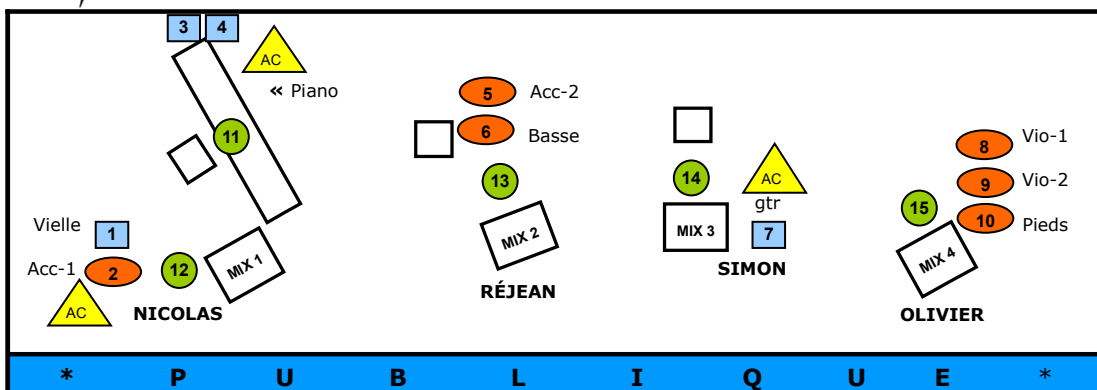 3 4
AC
« Piano
5 Acc-2
6 Basse
11
8 Vio-1
13
14
AC
gtr
9 Vio-2
15
10 Pieds
Vielle
1
MIX 1
MIX 2
MIX 3
7
MIX 4
Acc-1 2
12
AC
NICOLAS
RÉJEAN
SIMON
OLIVIER
* P U B L I Q U E *